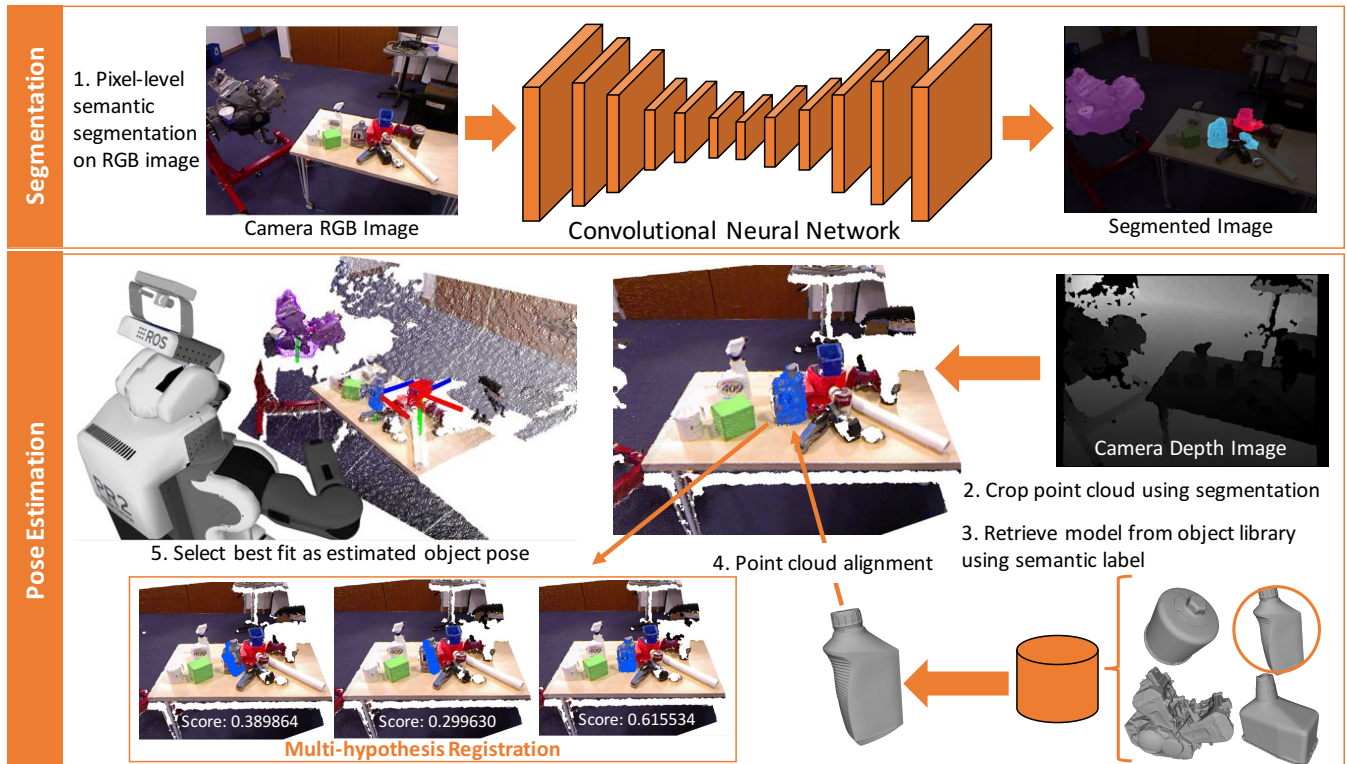 Segmentation
1. Pixel-level
semantic
segmentation
on RGB image
Camera RGB Image
Convolutional Neural Network
Segmented Image
Pose Estimation
ROS
PR2
409
Camera Depth Image
2. Crop point cloud using segmentation
3. Retrieve model from object library
using semantic label
4. Point cloud alignment
5. Select best fit as estimated object pose
409
409
409
Score: 0.389864
Score: 0.299630
Score: 0.615534
Multi-hypothesis Registration